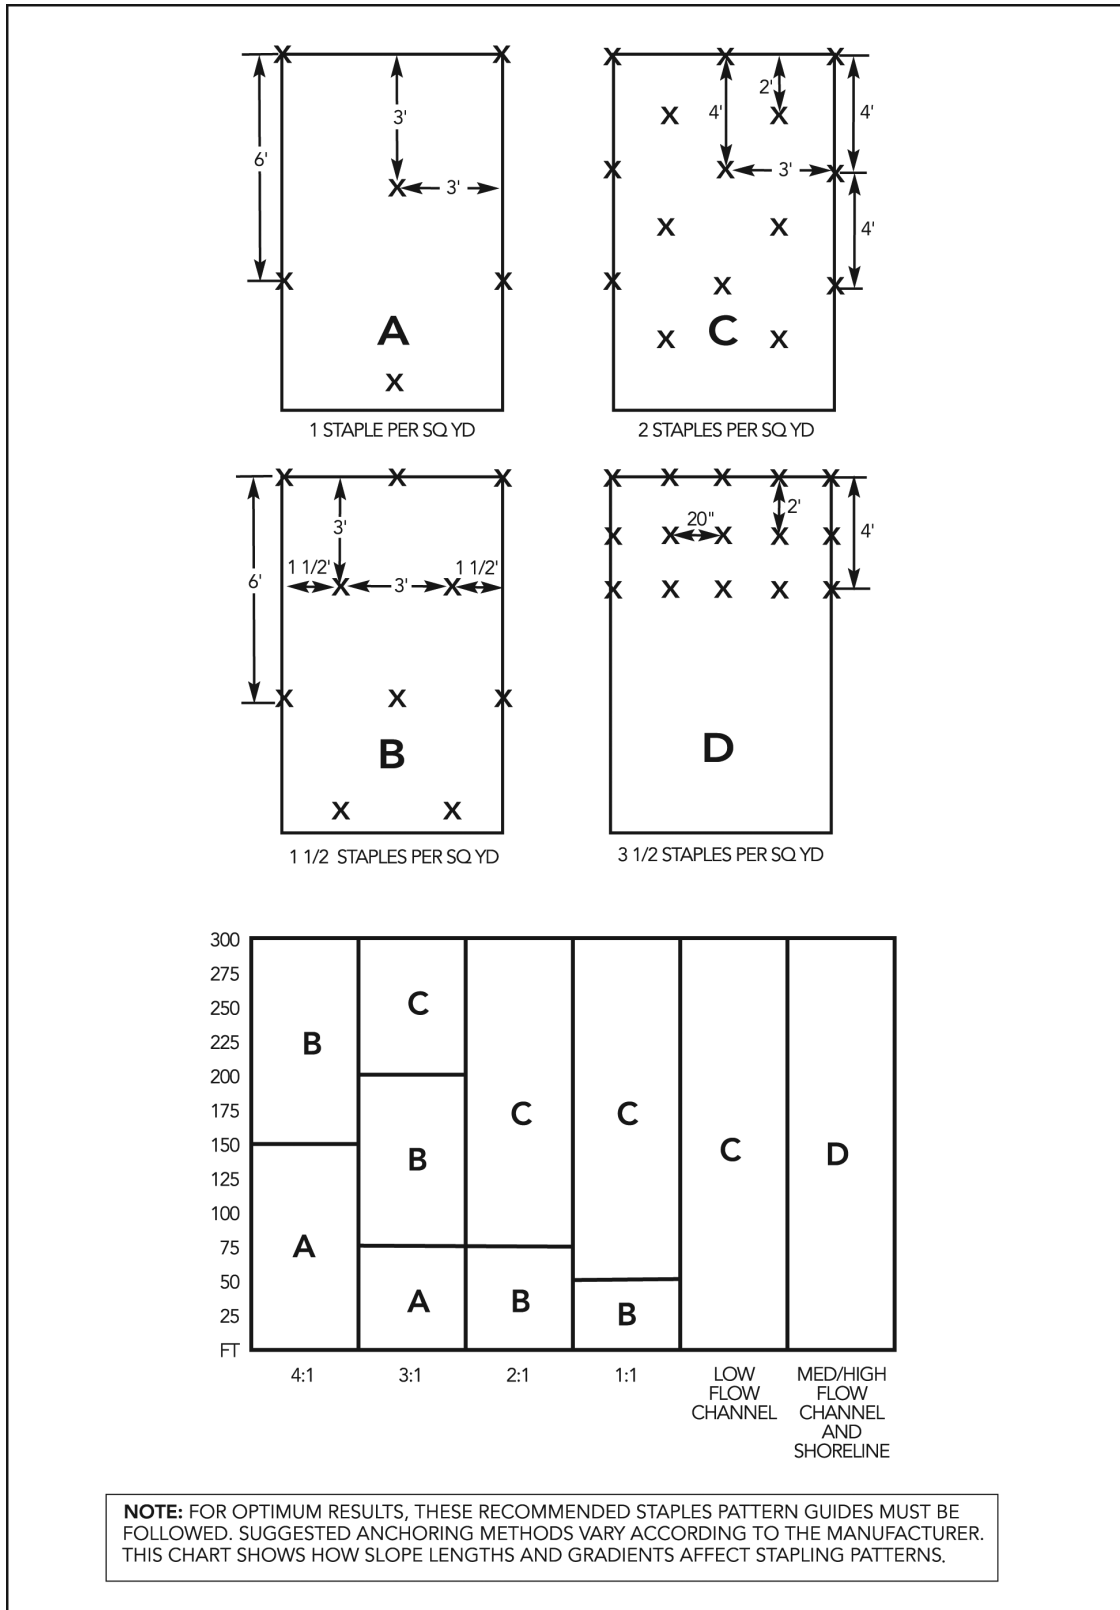 6'
3'
3'
A
X
1 STAPLE PER SQ YD
2'
4'
4'
3'
4'
C
2 STAPLES PER SQ YD
3'
1 1/2'
3'
1 1/2'
6'
B
1 1/2 STAPLES PER SQ YD
2'
20"
4'
D
3 1/2 STAPLES PER SQ YD
300
275
250
225
200
175
150
125
100
75
50
25
FT
B
A
C
B
A
C
B
C
B
C
D
4:1
3:1
2:1
1:1
LOW
FLOW
CHANNEL
MED/HIGH
FLOW
CHANNEL
AND
SHORELINE
NOTE: FOR OPTIMUM RESULTS, THESE RECOMMENDED STAPLES PATTERN GUIDES MUST BE
FOLLOWED. SUGGESTED ANCHORING METHODS VARY ACCORDING TO THE MANUFACTURER.
THIS CHART SHOWS HOW SLOPE LENGTHS AND GRADIENTS AFFECT STAPLING PATTERNS.